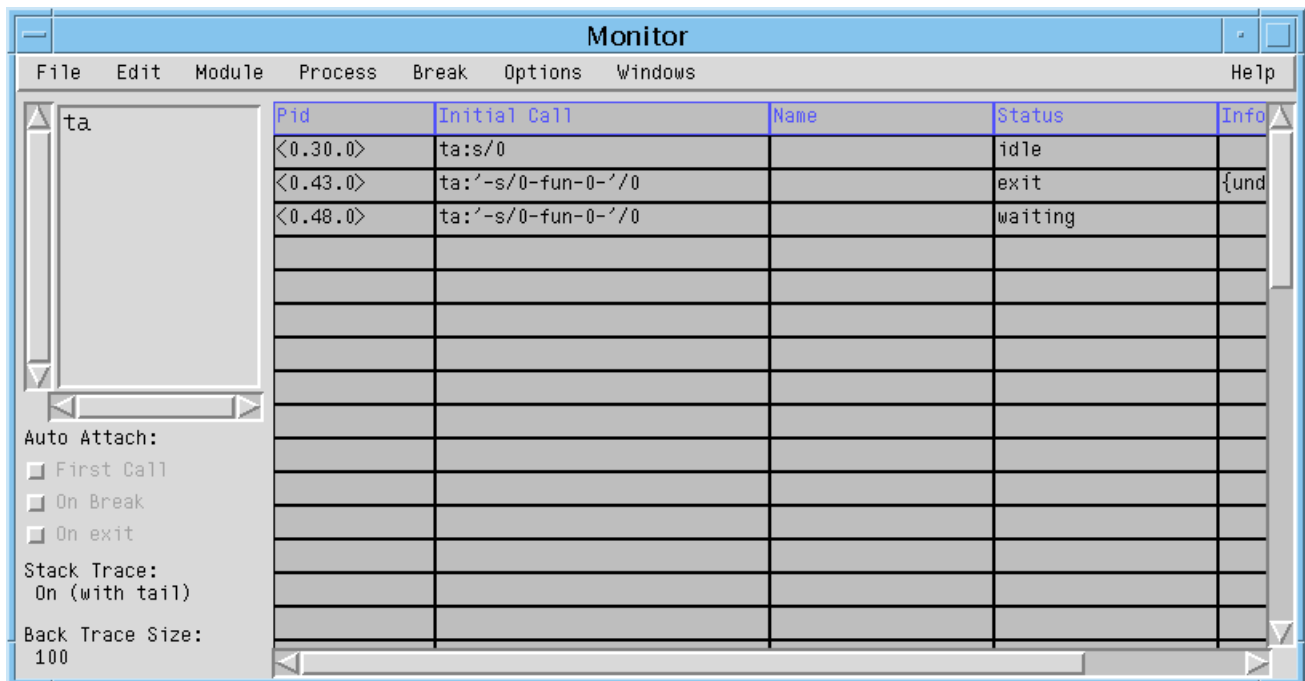 Monitor
File Edit Module Process Break Options Windows Help
ta
Pid Initial Call Name Status Info
<0.30.0> ta:s/0 idle
<0.43.0> ta:'-s/0-fun-0-'/0 exit {und
<0.48.0> ta:'-s/0-fun-0-'/0 waiting
Auto Attach:
First Call
On Break
On exit
Stack Trace:
On (with tail)
Back Trace Size:
100